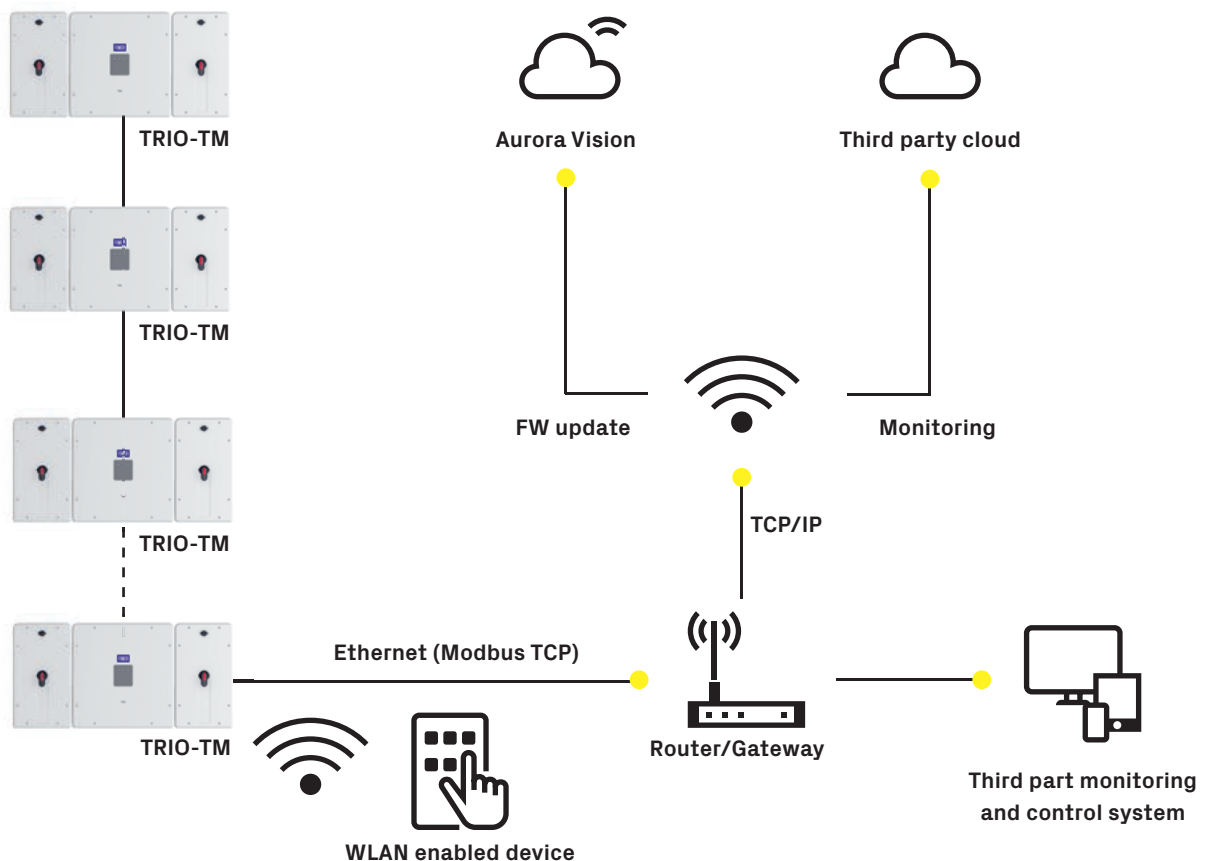 TRIO-TM
Aurora Vision
Third party cloud
TRIO-TM
FW update
Monitoring
TCP/IP
TRIO-TM
Ethernet (Modbus TCP)
TRIO-TM
Router/Gateway
Third part monitoring
and control system
WLAN enabled device